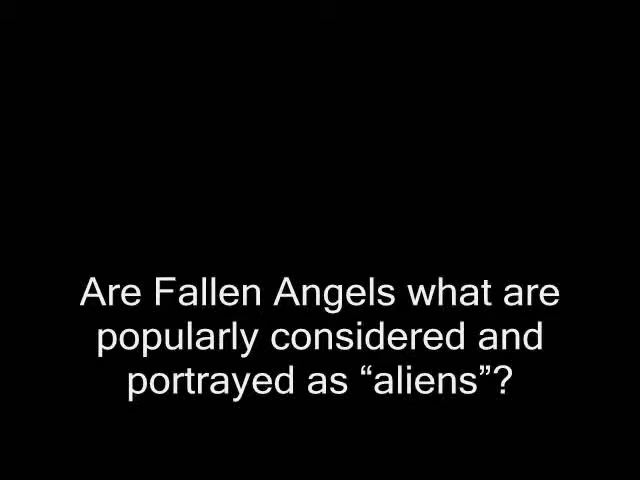 Are Fallen Angels what are
popularly considered and
portrayed as “aliens”?